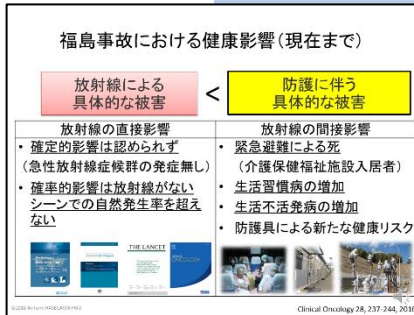 福島事故における健康影響(現在まで)
放射線による
具体的な被害
<
防護に伴う
具体的な被害
放射線の直接影響
• 確定的影響は認められず
(急性放射線症候群の発症無し)
• 確率的影響は放射線がない
シーンでの自然発生率を超え
ない
放射線の間接影響
• 緊急避難による死
(介護保健福祉施設入居者)
• 生活習慣病の増加
• 生活不活発病の増加
• 防護具による新たな健康リスク
THE LANCET
ONCOLOGY
Clinical Oncology 28, 237-244, 2016